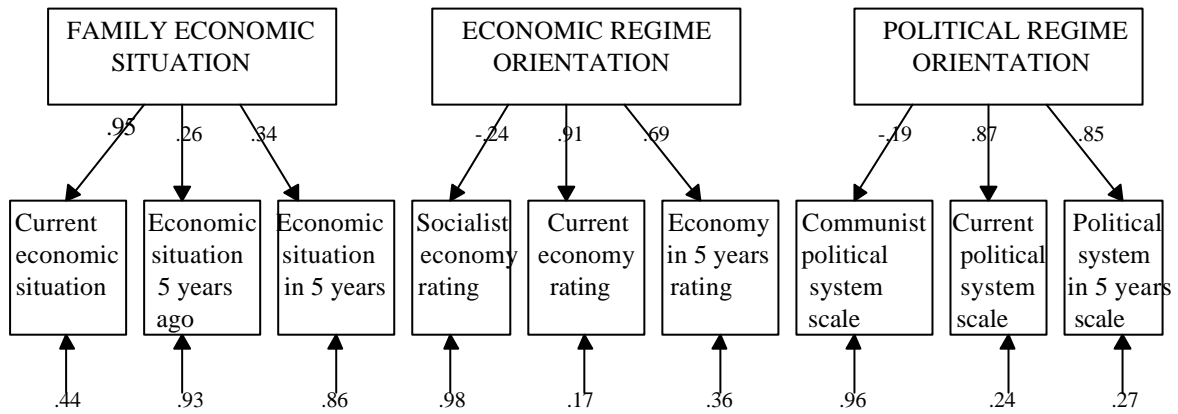 FAMILY ECONOMIC
SITUATION
ECONOMIC REGIME
ORIENTATION
POLITICAL REGIME
ORIENTATION
.95
.26
.34
-.24
.91
.69
-.19
.87
.85
Current
economic
situation
Economic
situation
5 years
ago
Economic
situation
in 5 years
Socialist
economy
rating
Current
economy
rating
Economy
in 5 years
rating
Communist
political
system
scale
Current
political
system
scale
Political
system
in 5 years
scale
.44
.93
.86
.98
.17
.36
.96
.24
.27